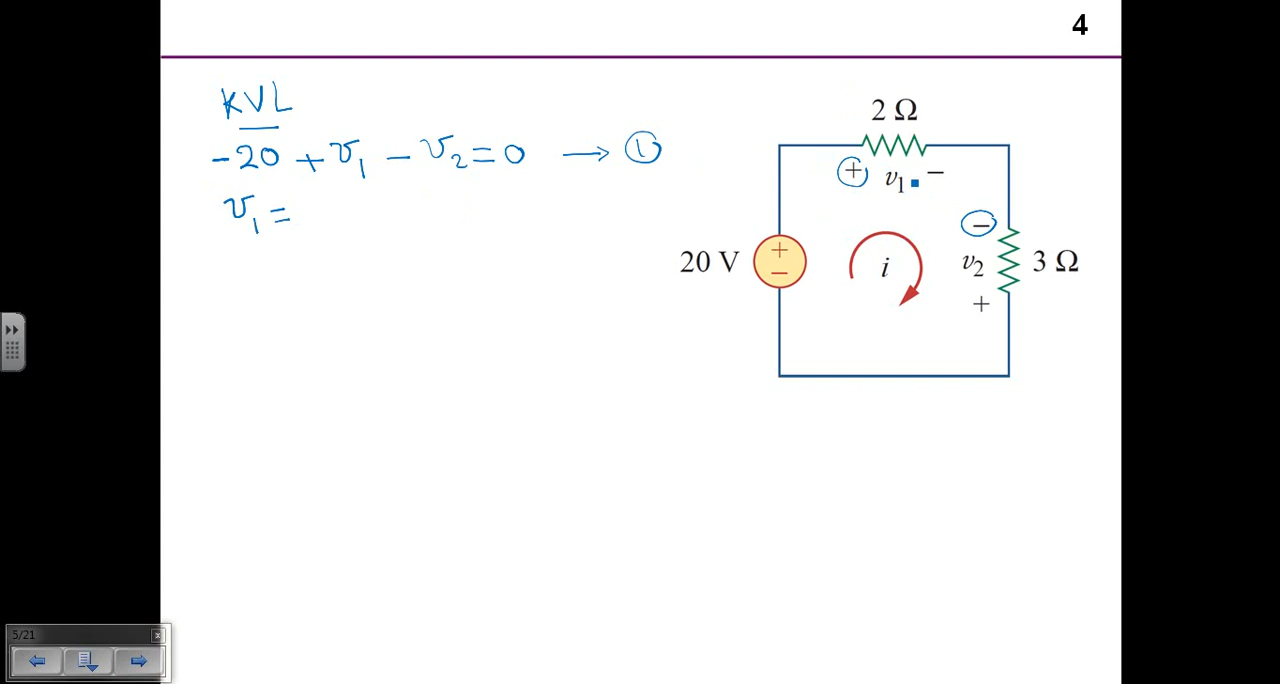 4
KVL
-20 + v₁ - v₂ = 0 → ①
v₁ =
2 Ω
+ v₁ −
20 V
+
−
i
−
v₂
+
3 Ω
5/21
x